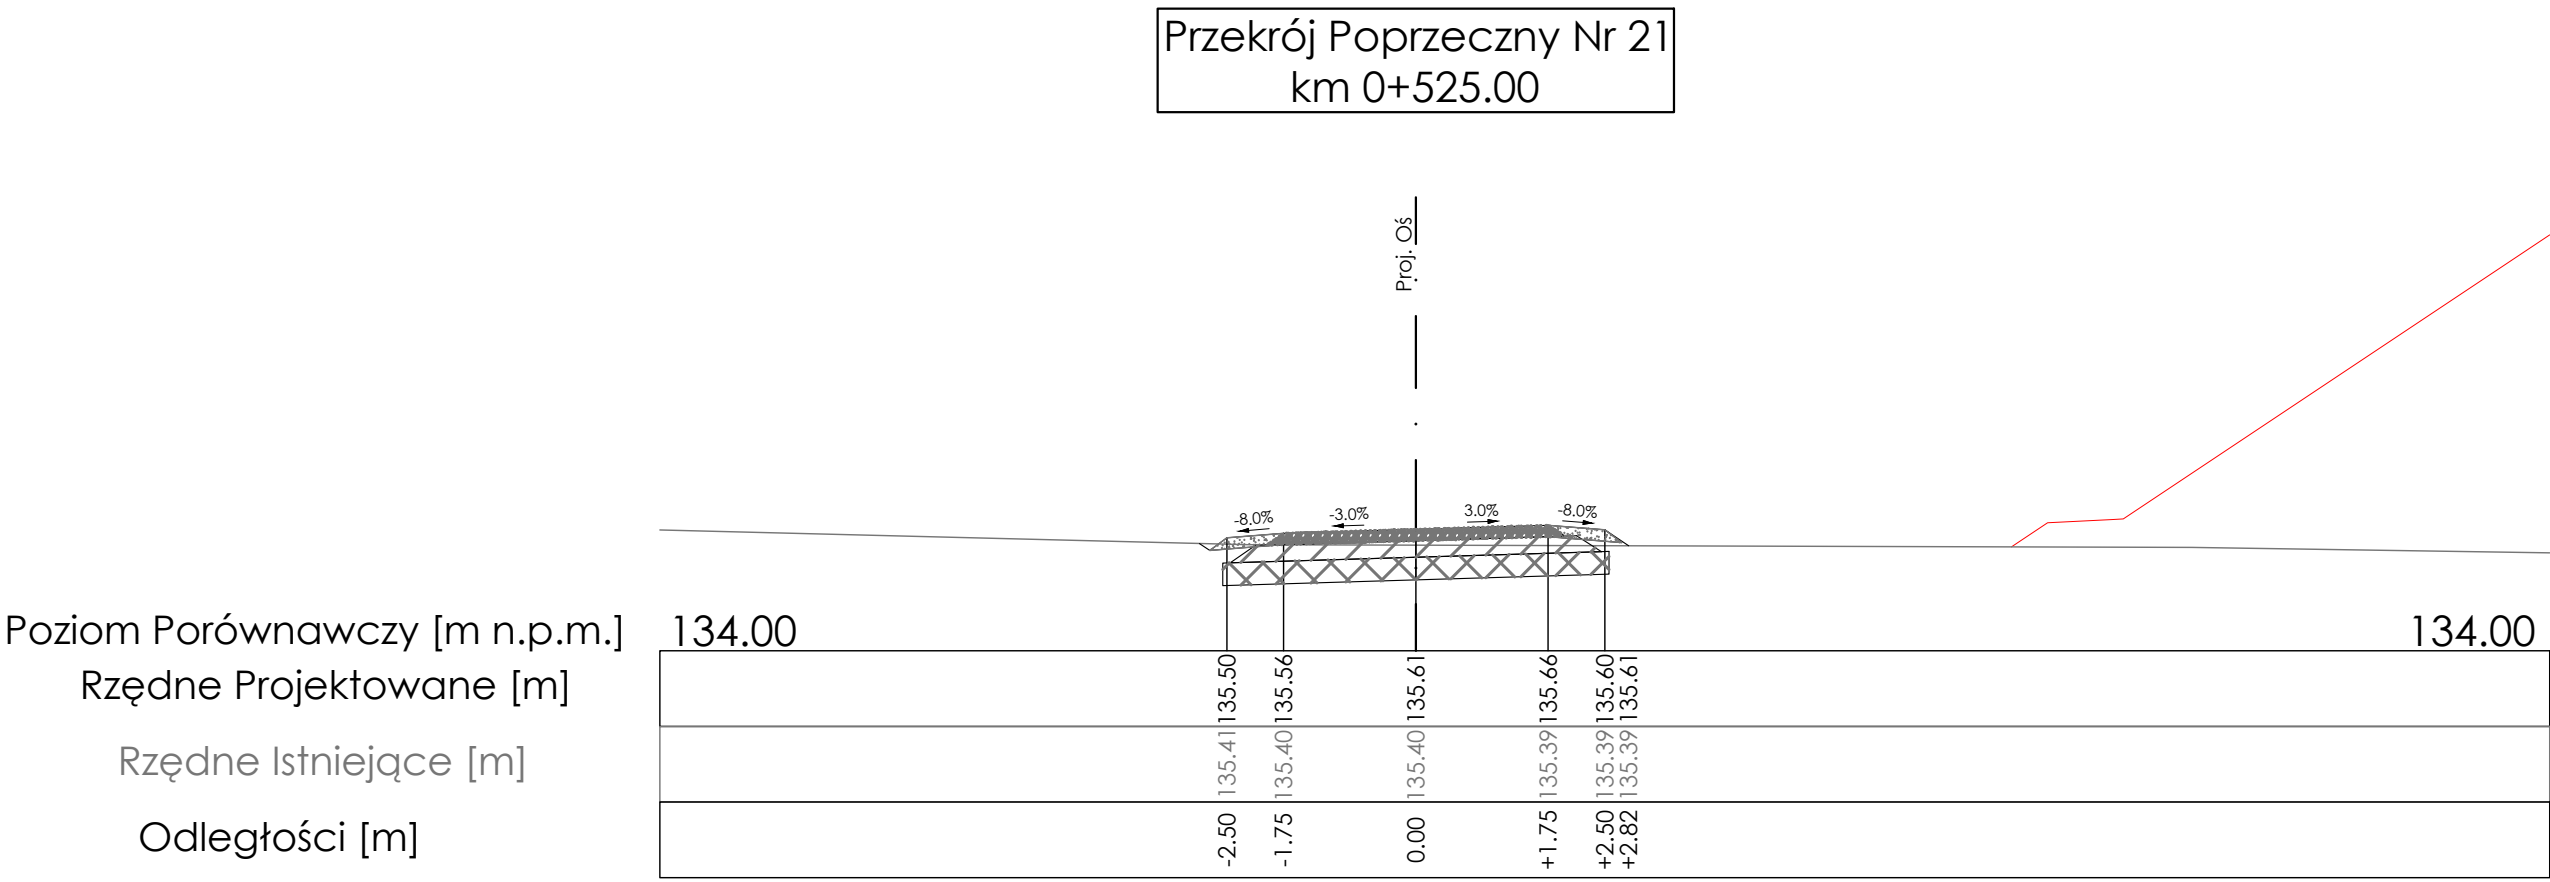 Przekrój Poprzeczny Nr 21
km 0+525.00
Proj. Oś
-8.0% -3.0% 3.0% -8.0%
Poziom Porównawczy [m n.p.m.] 134.00 134.00
Rzędne Projektowane [m] 135.50 135.56 135.61 135.66 135.60 135.61
Rzędne Istniejące [m] 135.41 135.40 135.40 135.39 135.39 135.39
Odległości [m] -2.50 -1.75 0.00 +1.75 +2.50 +2.82